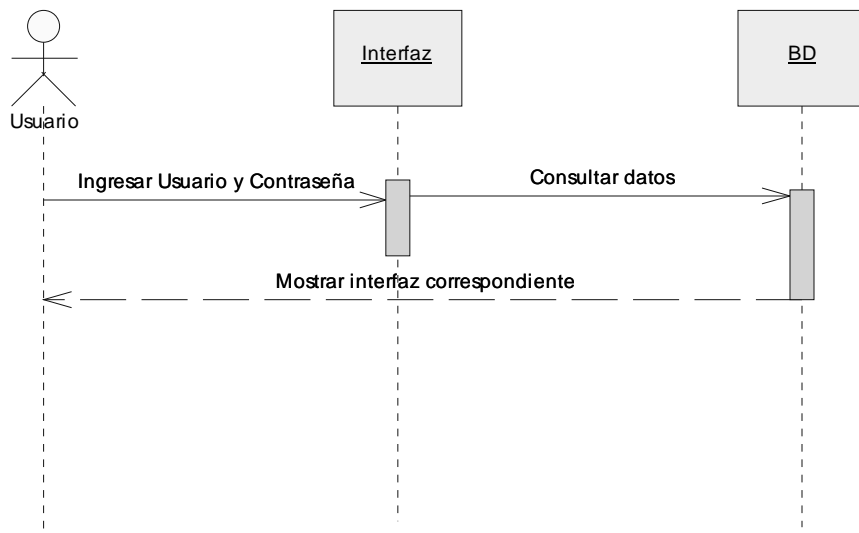 Interfaz
BD
Usuario
Ingresar Usuario y Contraseña
Consultar datos
Mostrar interfaz correspondiente